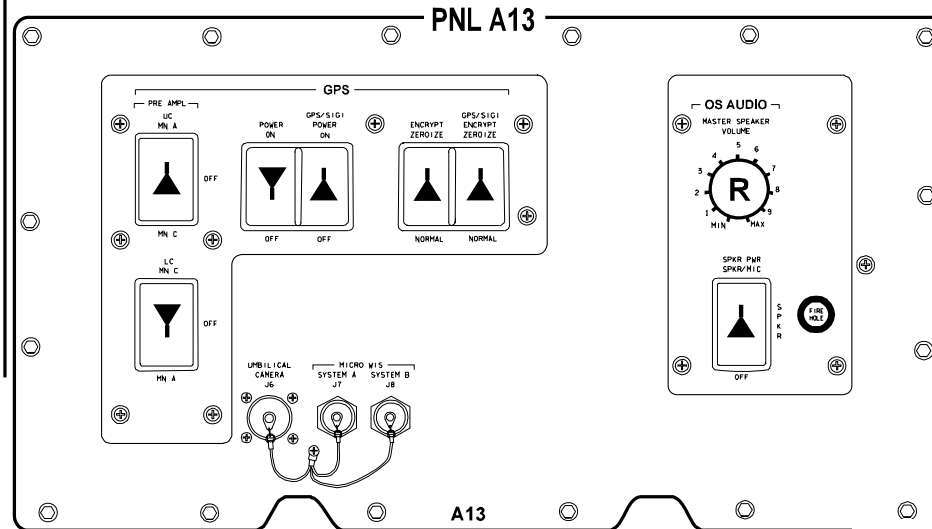 PNL A13
GPS
PRE AMPL
UC
MN A
OFF
MN C
POWER
ON
OFF
GPS/SIGI
POWER
ON
OFF
ENCRYPT
ZEROIZE
NORMAL
GPS/SIGI
ENCRYPT
ZEROIZE
NORMAL
LC
MN C
OFF
MN A
OS AUDIO
MASTER SPEAKER
VOLUME
MIN 1 2 3 4 5 6 7 8 9 MAX
R
SPKR PWR
SPKR/MIC
SPKR
OFF
FIRE
HOLE
UMBILICAL
CAMERA
J6
MICRO WIS
SYSTEM A
J7
SYSTEM B
J8
A13